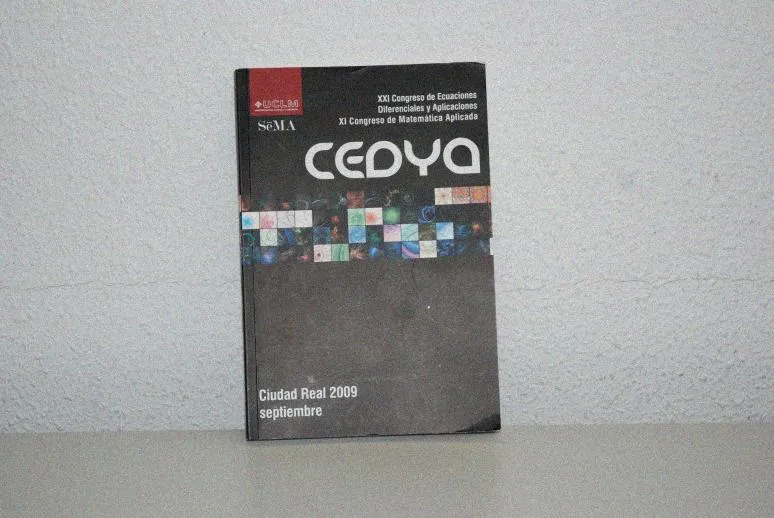 UCLM
SēMA
XXI Congreso de Ecuaciones
Diferenciales y Aplicaciones
XI Congreso de Matemática Aplicada
CEDYA
Ciudad Real 2009
septiembre